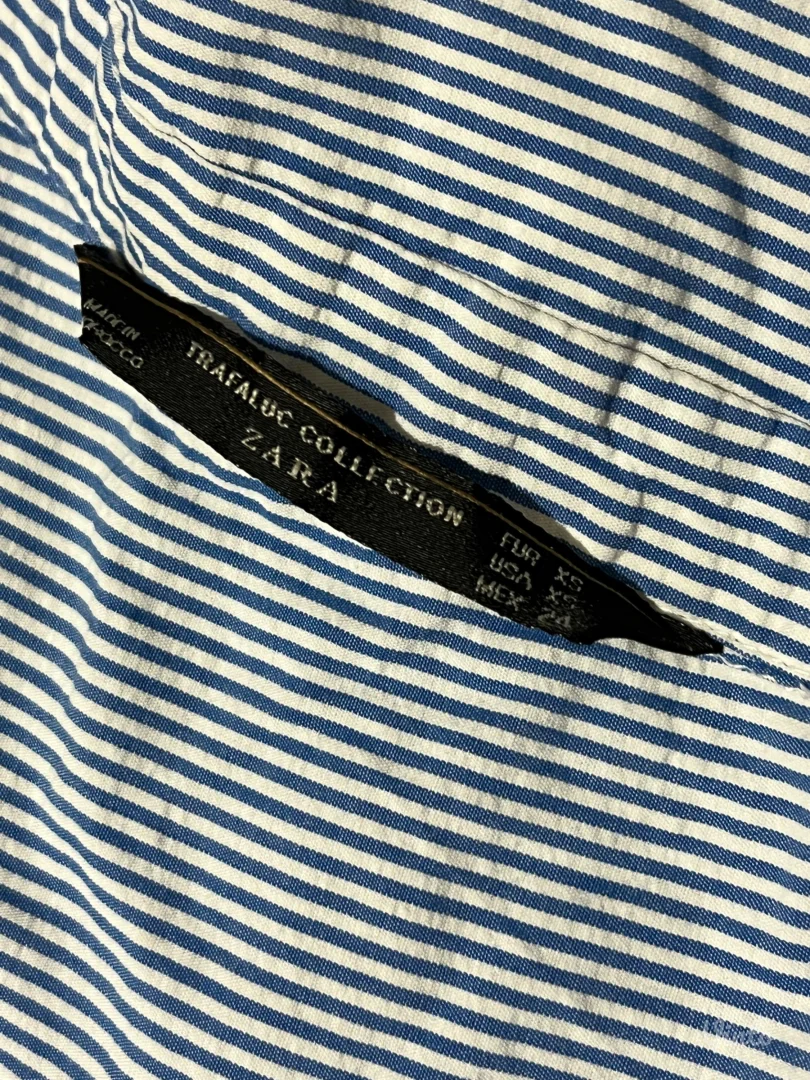 MADE IN
MOROCCO
TRAFALUC COLLECTION
ZARA
EUR XS
USA XS
MEX 24